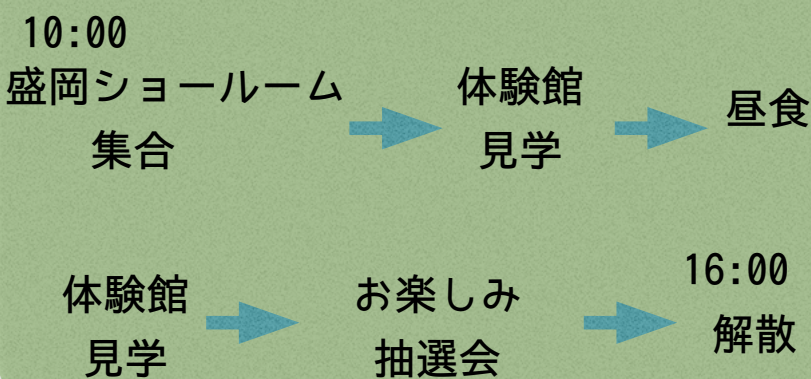 10:00
盛岡ショールーム
集合
体験館
見学
昼食
体験館
見学
お楽しみ
抽選会
16:00
解散